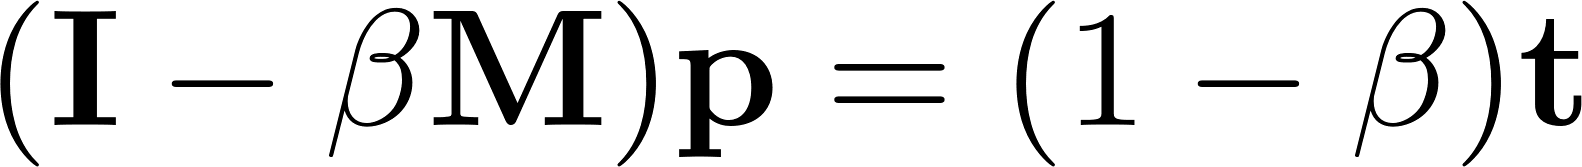 (𝐈 − β𝐌)𝐩 = (1 − β)𝐭